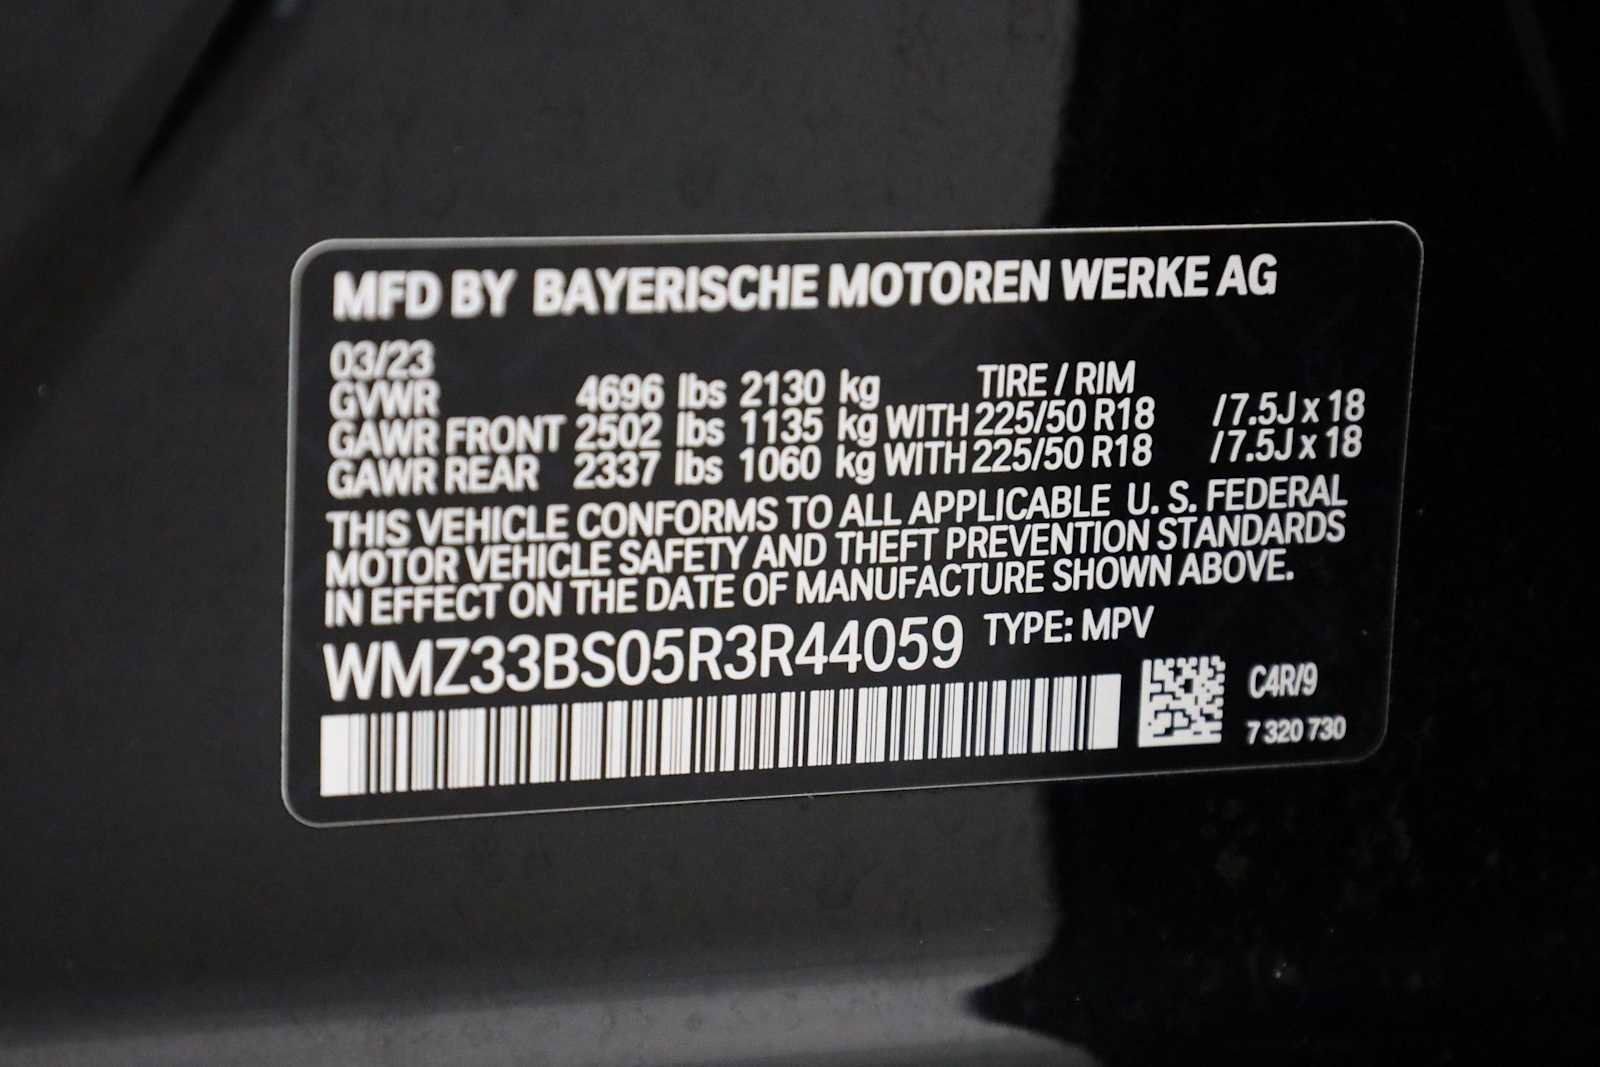 MFD BY BAYERISCHE MOTOREN WERKE AG
03/23
TIRE / RIM
GVWR 4696 lbs 2130 kg
GAWR FRONT 2502 lbs 1135 kg WITH 225/50 R18 /7.5J x 18
GAWR REAR 2337 lbs 1060 kg WITH 225/50 R18 /7.5J x 18
THIS VEHICLE CONFORMS TO ALL APPLICABLE U. S. FEDERAL
MOTOR VEHICLE SAFETY AND THEFT PREVENTION STANDARDS
IN EFFECT ON THE DATE OF MANUFACTURE SHOWN ABOVE.
WMZ33BS05R3R44059 TYPE: MPV
C4R/9
7 320 730